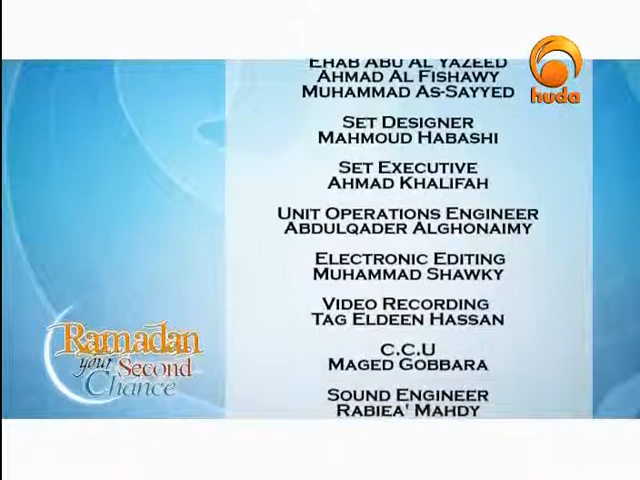 EHAB ABU AL YAZEED
AHMAD AL FISHAWY
MUHAMMAD AS-SAYYED
SET DESIGNER
MAHMOUD HABASHI
SET EXECUTIVE
AHMAD KHALIFAH
UNIT OPERATIONS ENGINEER
ABDULQADER ALGHONAIMY
ELECTRONIC EDITING
MUHAMMAD SHAWKY
VIDEO RECORDING
TAG ELDEEN HASSAN
C.C.U
MAGED GOBBARA
SOUND ENGINEER
RABIEA' MAHDY
huda
Ramadan
your Second
Chance